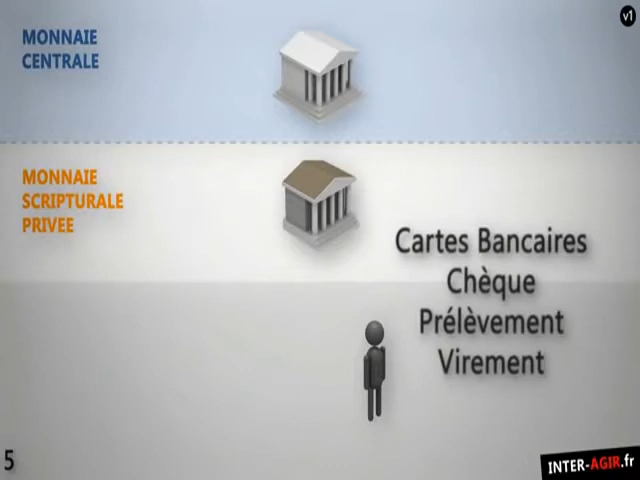 MONNAIE
CENTRALE
v1
MONNAIE
SCRIPTURALE
PRIVEE
Cartes Bancaires
Chèque
Prélèvement
Virement
5
INTER-AGIR.fr